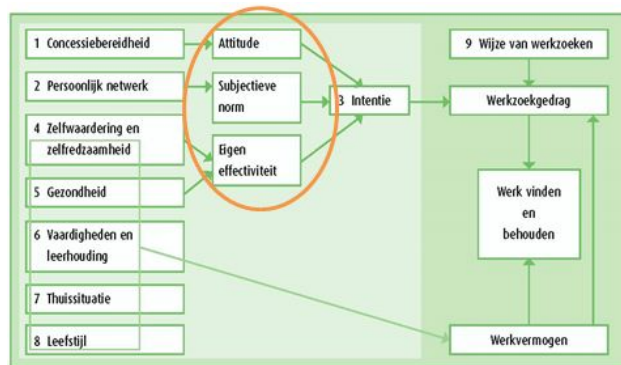 1 Concessiebereidheid
2 Persoonlijk netwerk
4 Zelfwaardering en
zelfredzaamheid
5 Gezondheid
6 Vaardigheden en
leerhouding
7 Thuissituatie
8 Leefstijl
Attitude
Subjectieve
norm
Eigen
effectiviteit
3 Intentie
9 Wijze van werkzoeken
Werkzoekgedrag
Werk vinden
en
behouden
Werkvermogen